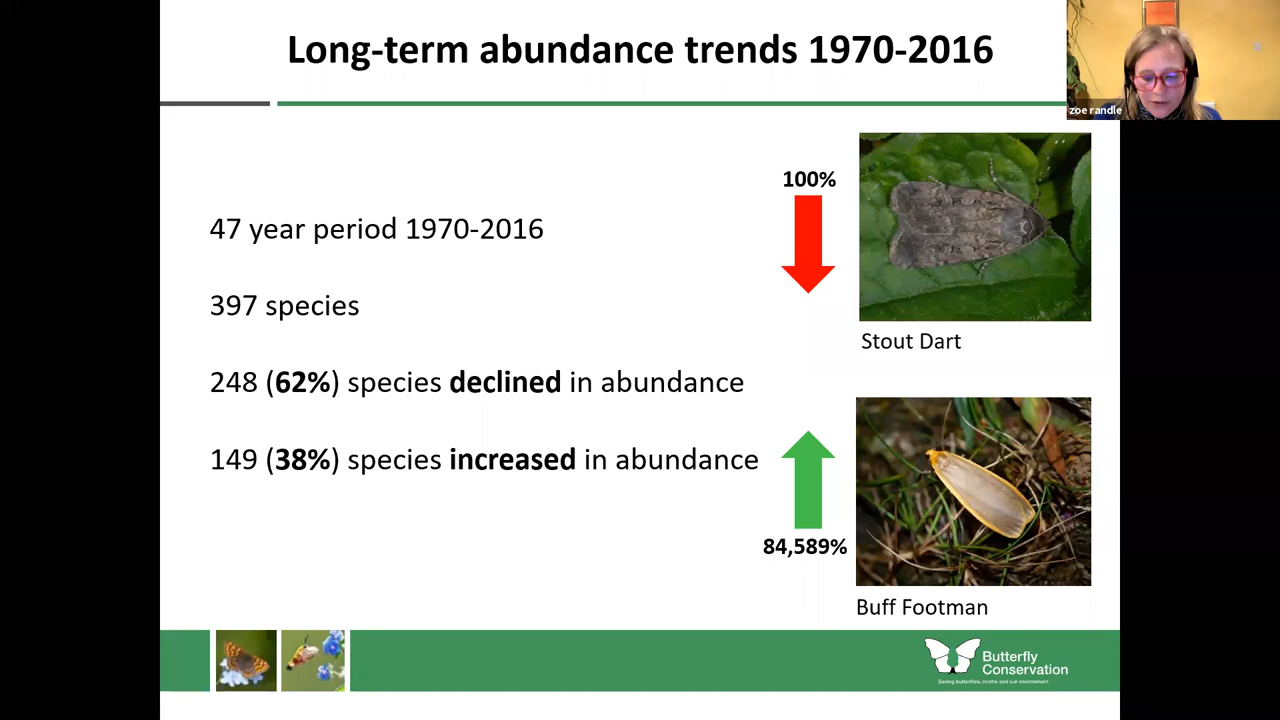 Long-term abundance trends 1970-2016
zoe randle
47 year period 1970-2016
397 species
248 (62%) species declined in abundance
149 (38%) species increased in abundance
100%
Stout Dart
84,589%
Buff Footman
Butterfly
Conservation
Saving butterflies, moths and our environment